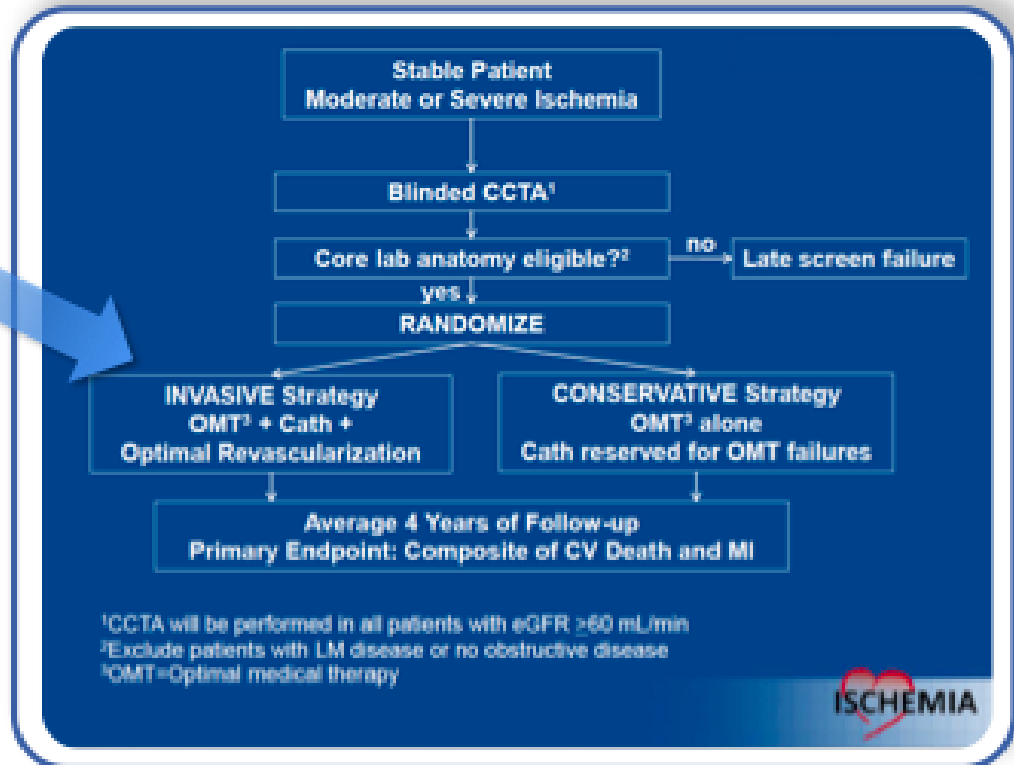 Stable Patient
Moderate or Severe Ischemia
Blinded CCTA¹
Core lab anatomy eligible?²
no
Late screen failure
yes
RANDOMIZE
INVASIVE Strategy
OMT³ + Cath +
Optimal Revascularization
CONSERVATIVE Strategy
OMT³ alone
Cath reserved for OMT failures
Average 4 Years of Follow-up
Primary Endpoint: Composite of CV Death and MI
¹CCTA will be performed in all patients with eGFR ≥60 mL/min
²Exclude patients with LM disease or no obstructive disease
³OMT=Optimal medical therapy
ISCHEMIA